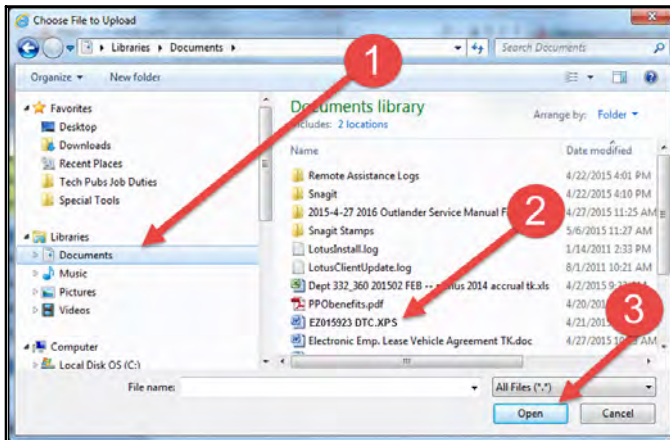 Choose File to Upload
Libraries Documents
Search Documents
1
Organize New folder
Favorites
Desktop
Downloads
Recent Places
Tech Pubs Job Duties
Special Tools
Libraries
Documents
Music
Pictures
Videos
Computer
Local Disk OS (C:)
Documents library
Includes: 2 locations
Arrange by: Folder
Name Date modified
Remote Assistance Logs 4/22/2015 4:01 PM
Snagit 4/22/2015 4:10 PM
2015-4-27 2016 Outlander Service Manual 4/27/2015 11:25 AM
2
Snagit Stamps 5/6/2015 11:27 AM
LotusInstall.log 1/14/2011 2:33 PM
LotusClientUpdate.log 8/1/2011 10:21 AM
Dept 332_360 201502 FEB -- 2014 accrual tk.xls 4/2/2015
PPObenefits.pdf
EZ015923 DTC.XPS
3
Electronic Emp. Lease Vehicle Agreement TK.doc 4/27/2015 AM
File name: All Files (*.*)
Open Cancel